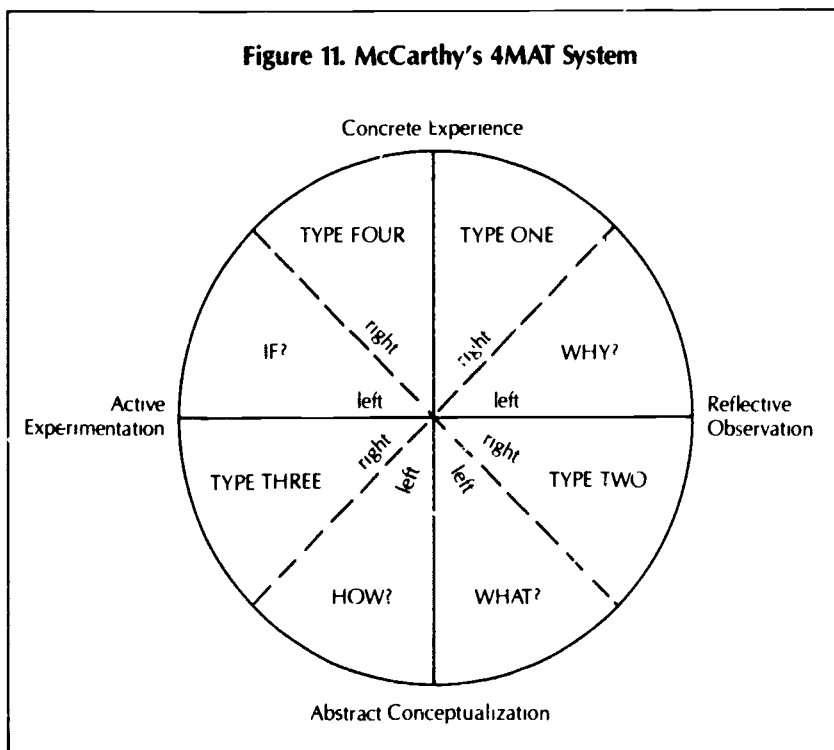 Figure 11. McCarthy's 4MAT System
Concrete Experience
TYPE FOUR
TYPE ONE
right
right
IF?
WHY?
left
left
Active
Experimentation
Reflective
Observation
right
left
left
right
TYPE THREE
TYPE TWO
HOW?
WHAT?
Abstract Conceptualization